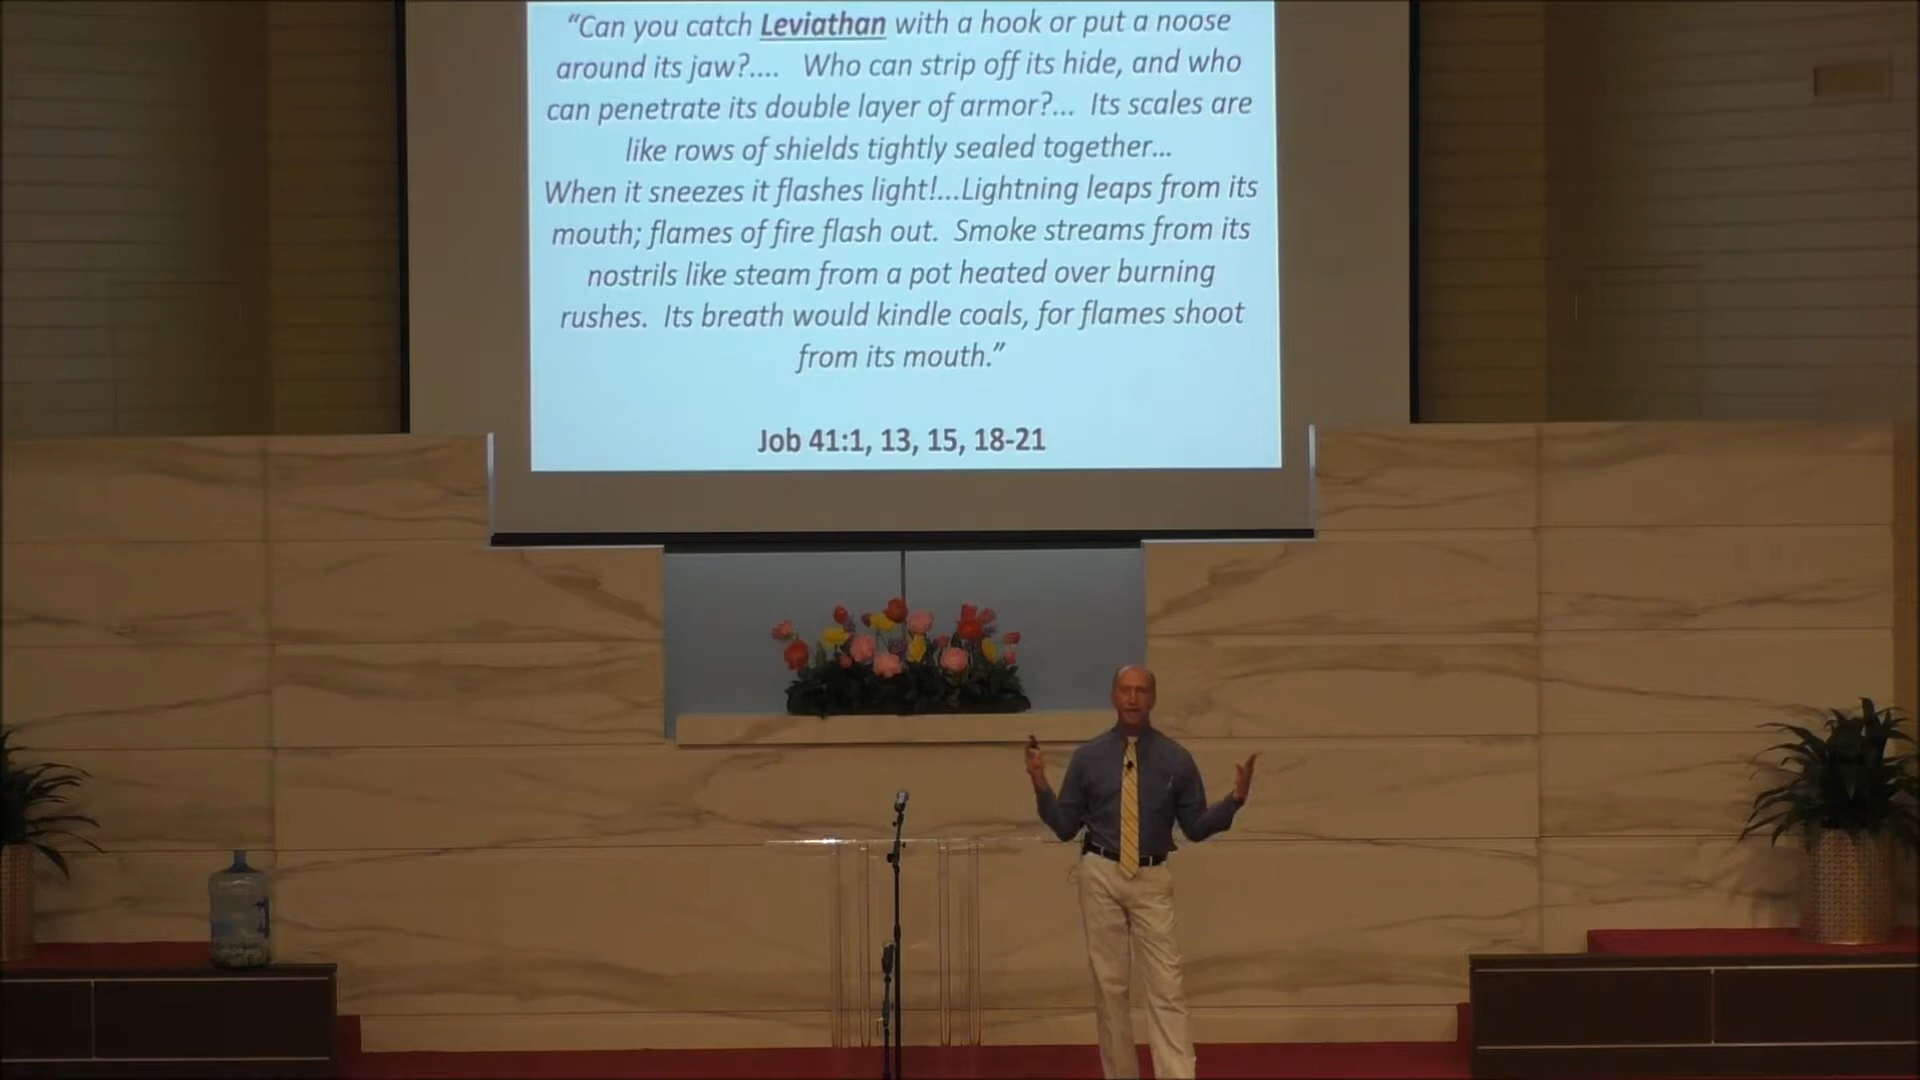 “Can you catch Leviathan with a hook or put a noose
around its jaw?.... Who can strip off its hide, and who
can penetrate its double layer of armor?... Its scales are
like rows of shields tightly sealed together...
When it sneezes it flashes light!...Lightning leaps from its
mouth; flames of fire flash out. Smoke streams from its
nostrils like steam from a pot heated over burning
rushes. Its breath would kindle coals, for flames shoot
from its mouth.”
Job 41:1, 13, 15, 18-21